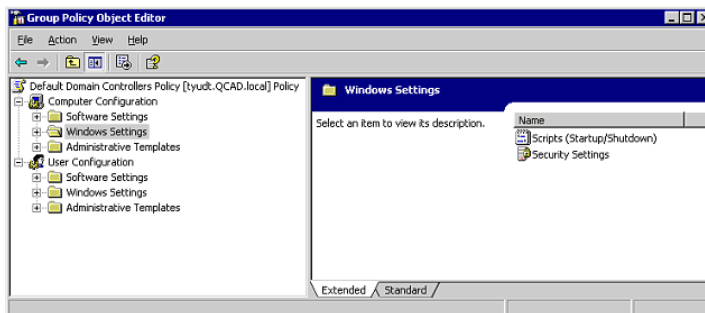 Group Policy Object Editor
File Action View Help
Default Domain Controllers Policy [tyudt.QCAD.local] Policy
Computer Configuration
Software Settings
Windows Settings
Administrative Templates
User Configuration
Software Settings
Windows Settings
Administrative Templates
Windows Settings
Select an item to view its description.
Name
Scripts (Startup/Shutdown)
Security Settings
Extended Standard